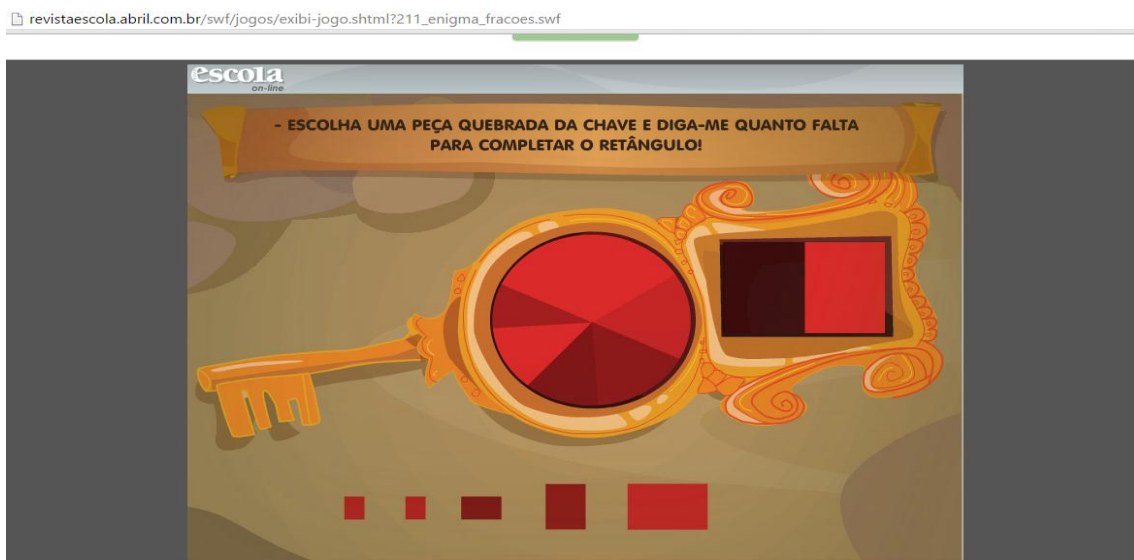 revistaescola.abril.com.br/swf/jogos/exibi-jogo.shtml?211_enigma_fracoes.swf
escola
on-line
- ESCOLHA UMA PEÇA QUEBRADA DA CHAVE E DIGA-ME QUANTO FALTA
PARA COMPLETAR O RETÂNGULO!